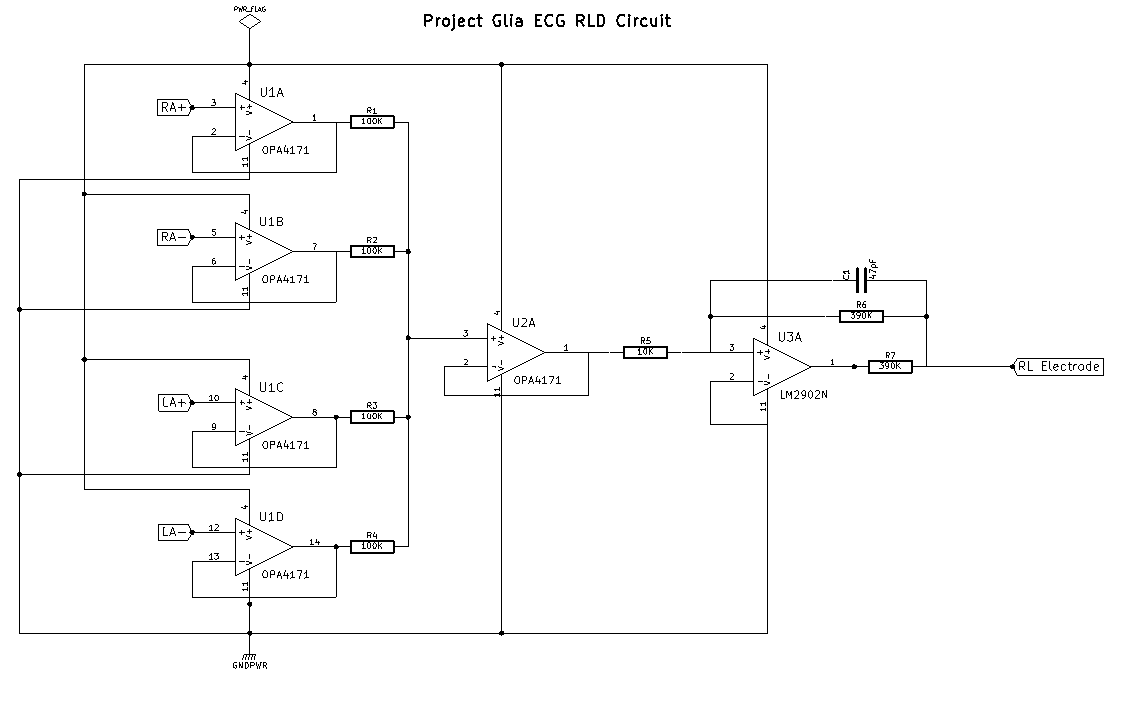 PWR_FLAG
Project Glia ECG RLD Circuit
4
U1A
RA+
3
+
V+
R1
1
100K
2
-
V-
OPA4171
11
4
U1B
RA-
5
+
V+
R2
7
100K
6
-
V-
OPA4171
11
C1
47pF
R6
390K
4
U2A
3
+
V+
R5
1
10K
2
-
V-
OPA4171
11
4
U3A
3
+
V+
R7
1
390K
RL Electrode
2
-
V-
LM2902N
11
4
U1C
LA+
10
+
V+
R3
8
100K
9
-
V-
OPA4171
11
4
U1D
LA-
12
+
V+
R4
14
100K
13
-
V-
OPA4171
11
GNDPWR